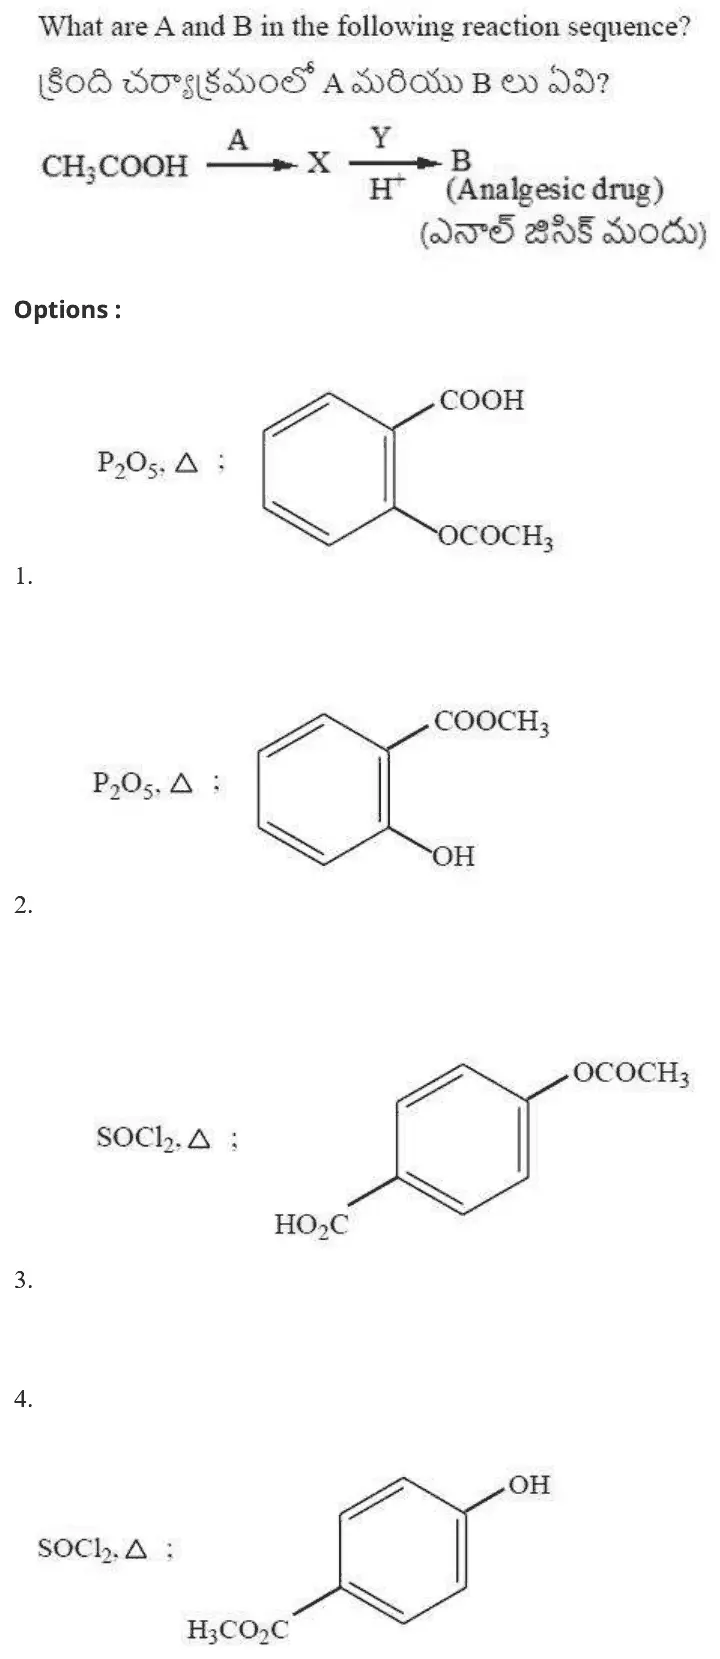 What are A and B in the following reaction sequence?
క్రింది చర్యాక్రమంలో A మరియు B లు ఏవి?
CH₃COOH A X Y H⁺ B
(Analgesic drug)
(ఎనాల్ జిసిక్ మందు)
Options :
COOH
P₂O₅, △ ;
OCOCH₃
1.
COOCH₃
P₂O₅, △ ;
OH
2.
OCOCH₃
SOCl₂, △ ;
HO₂C
3.
4.
OH
SOCl₂, △ ;
H₃CO₂C